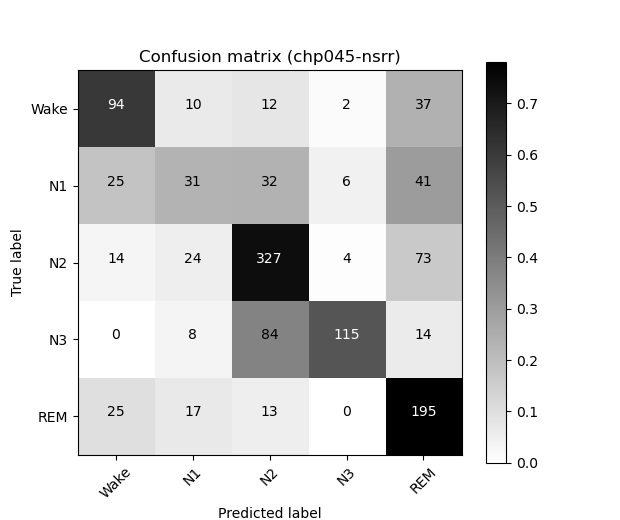 Confusion matrix (chp045-nsrr)
Wake 94 10 12 2 37
N1 25 31 32 6 41
N2 14 24 327 4 73
N3 0 8 84 115 14
REM 25 17 13 0 195
Wake N1 N2 N3 REM
Predicted label
True label
0.7
0.6
0.5
0.4
0.3
0.2
0.1
0.0